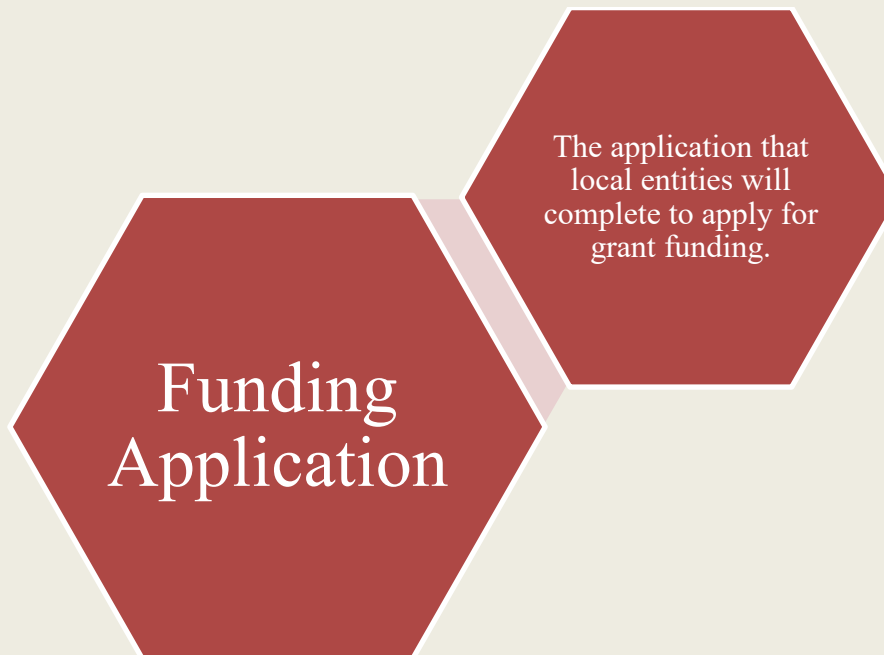 The application that
local entities will
complete to apply for
grant funding.
Funding
Application